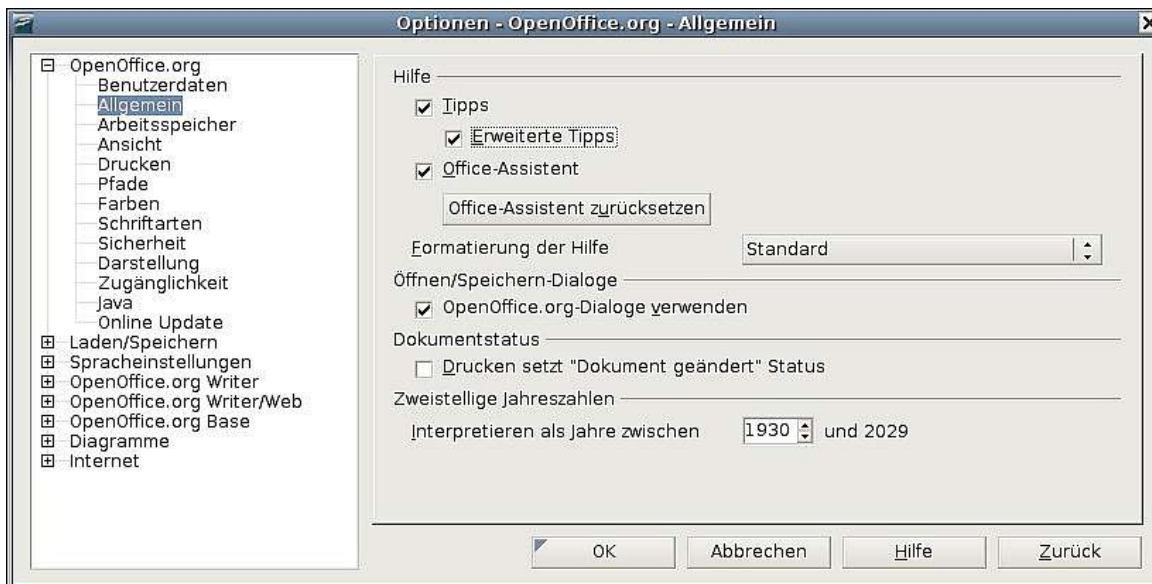 Optionen - OpenOffice.org - Allgemein
OpenOffice.org
Benutzerdaten
Allgemein
Arbeitsspeicher
Ansicht
Drucken
Pfade
Farben
Schriftarten
Sicherheit
Darstellung
Zugänglichkeit
Java
Online Update
Laden/Speichern
Spracheinstellungen
OpenOffice.org Writer
OpenOffice.org Writer/Web
OpenOffice.org Base
Diagramme
Internet
Hilfe
Tipps
Erweiterte Tipps
Office-Assistent
Office-Assistent zurücksetzen
Formatierung der Hilfe Standard
Öffnen/Speichern-Dialoge
OpenOffice.org-Dialoge verwenden
Dokumentstatus
Drucken setzt "Dokument geändert" Status
Zweistellige Jahreszahlen
Interpretieren als Jahre zwischen 1930 und 2029
OK Abbrechen Hilfe Zurück